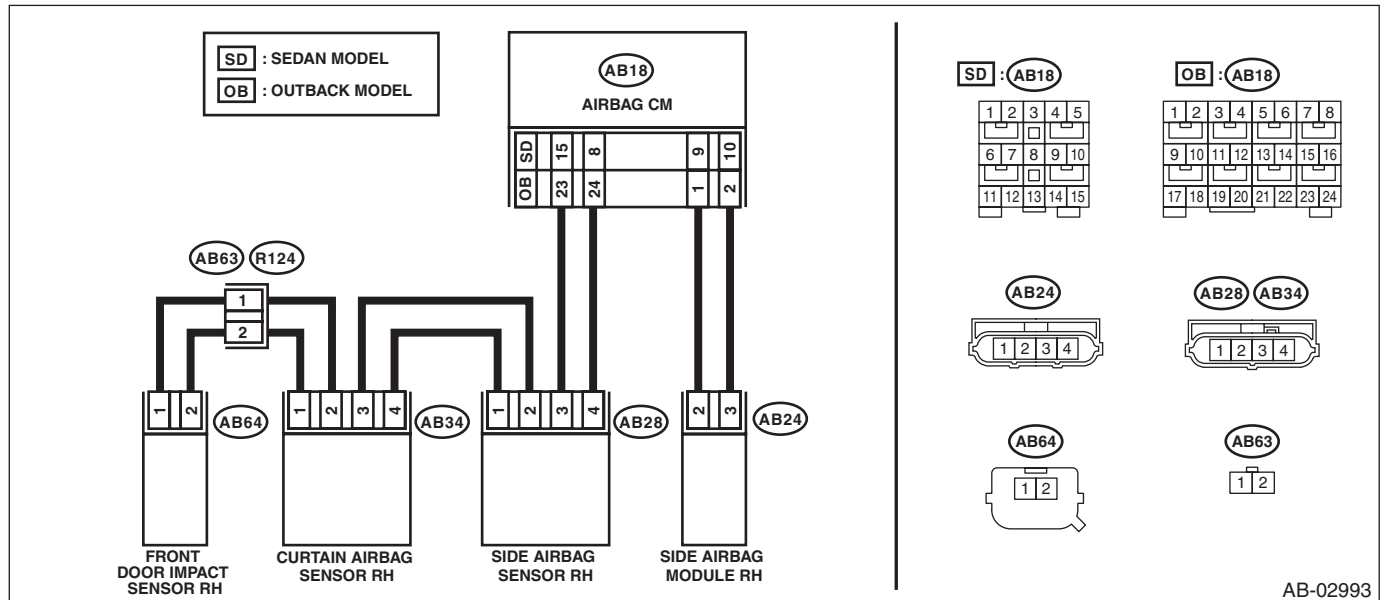 SD : SEDAN MODEL
OB : OUTBACK MODEL
AB18
AIRBAG CM
SD 15 8 9 10
OB 23 24 1 2
AB63 R124
1
2
1 2 AB64
1 2 3 4 AB34
1 2 3 4 AB28
2 3 AB24
FRONT
DOOR IMPACT
SENSOR RH
CURTAIN AIRBAG
SENSOR RH
SIDE AIRBAG
SENSOR RH
SIDE AIRBAG
MODULE RH
SD : AB18
1 2 3 4 5
6 7 8 9 10
11 12 13 14 15
OB : AB18
1 2 3 4 5 6 7 8
9 10 11 12 13 14 15 16
17 18 19 20 21 22 23 24
AB24
1 2 3 4
AB28 AB34
1 2 3 4
AB64
1 2
AB63
1 2
AB-02993